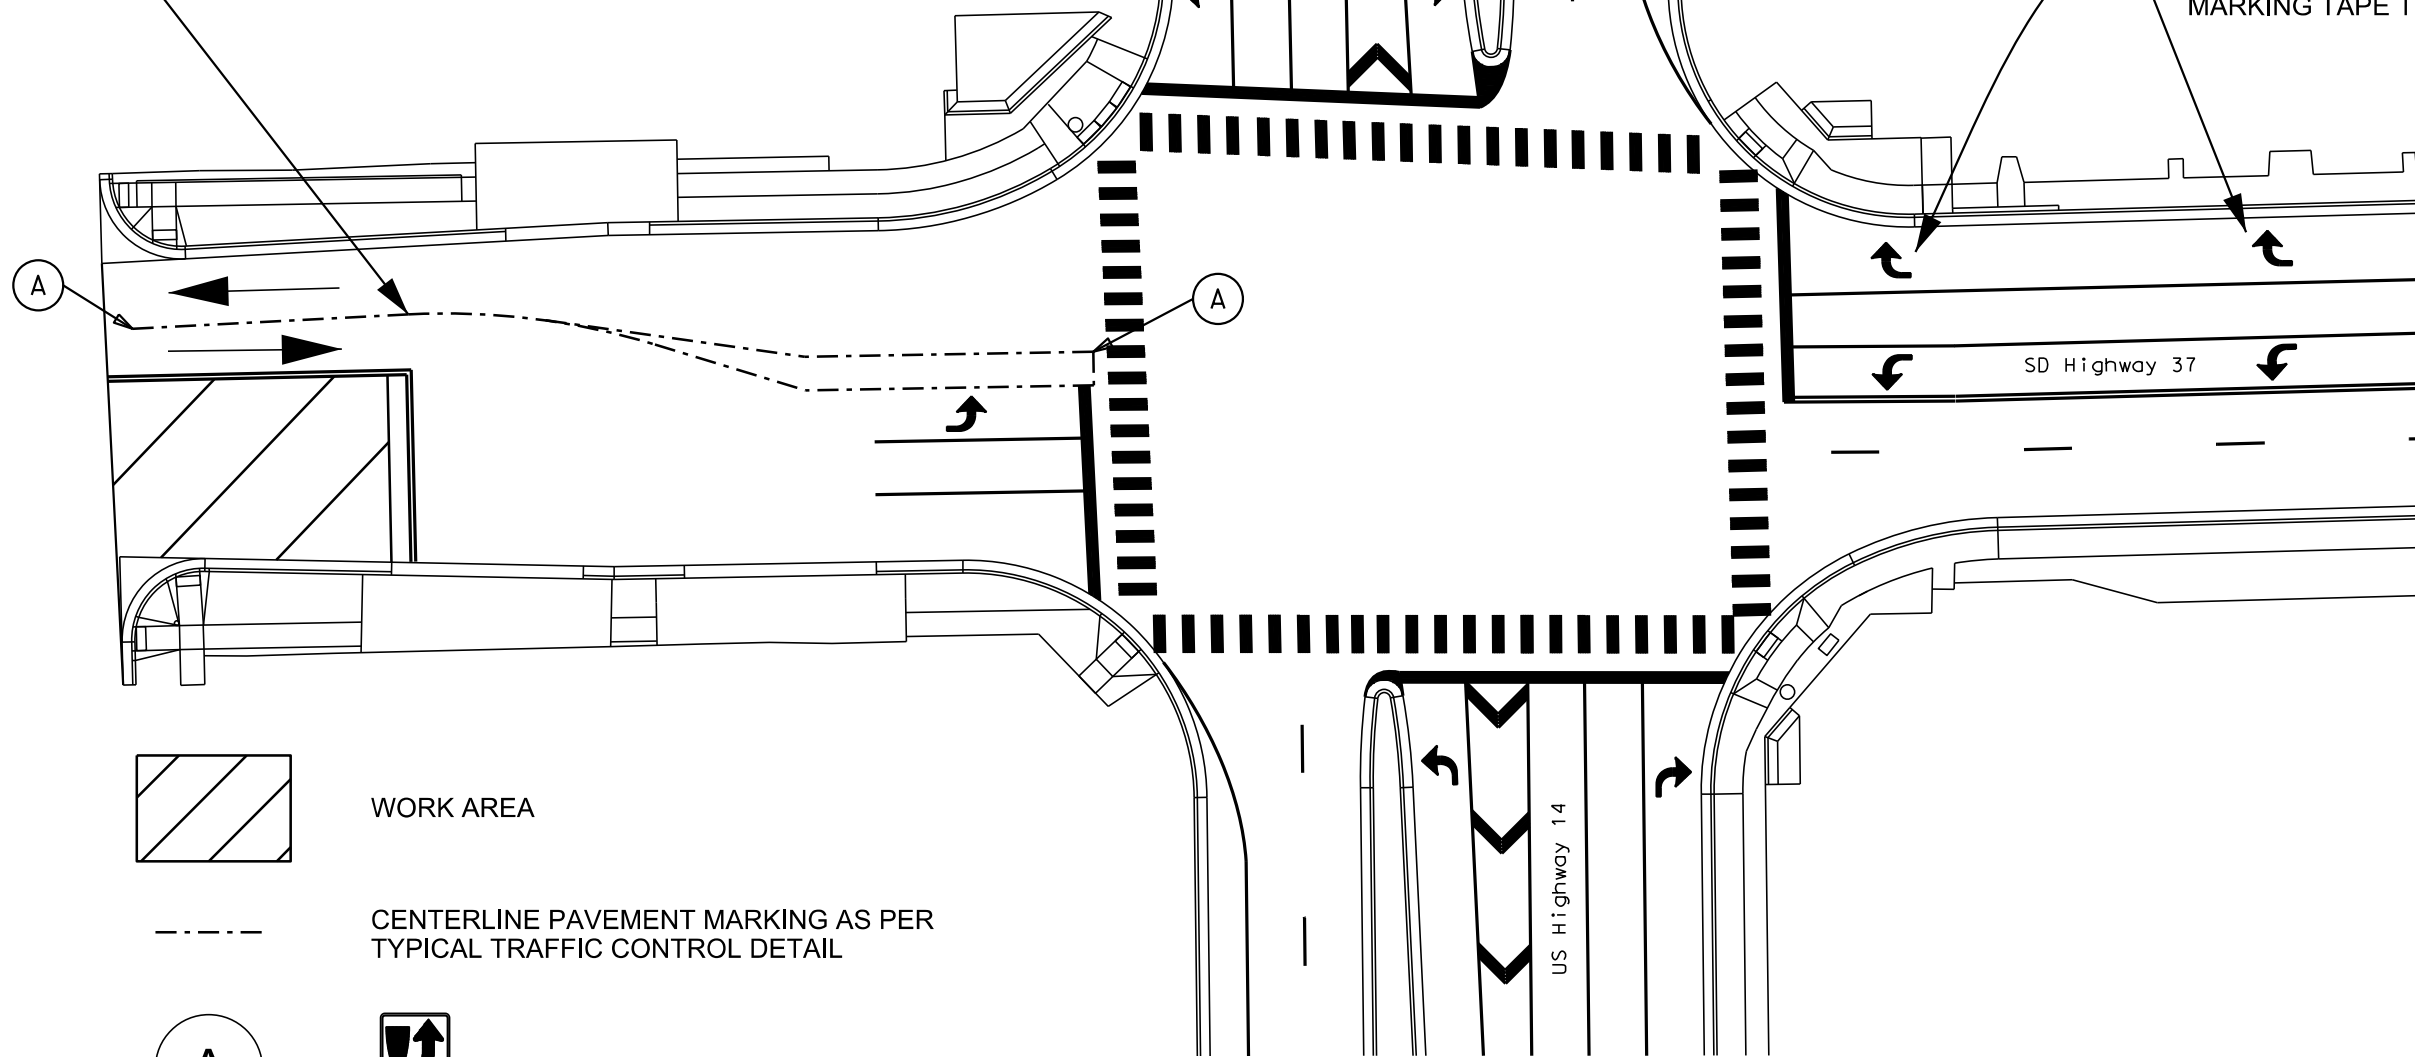 MARKING TAPE T
A
A
SD Highway 37
WORK AREA
US Highway 14
CENTERLINE PAVEMENT MARKING AS PER
TYPICAL TRAFFIC CONTROL DETAIL
A